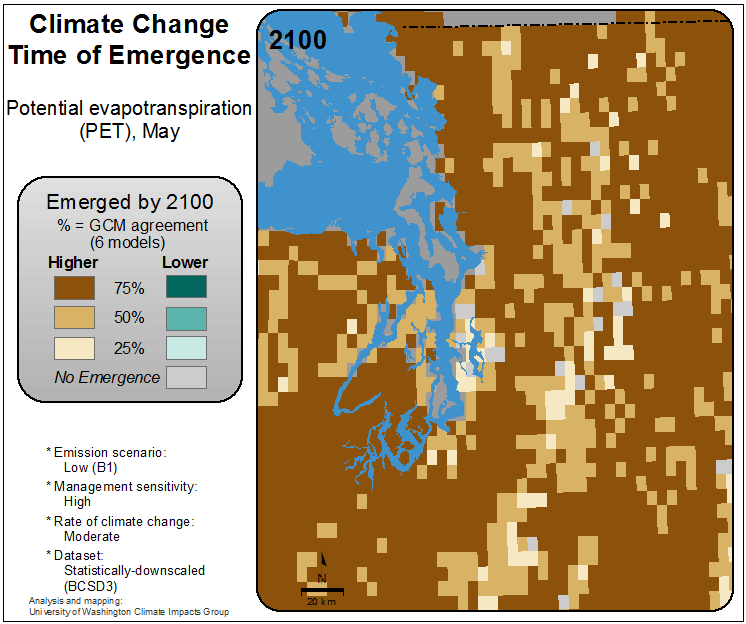 Climate Change
Time of Emergence
Potential evapotranspiration
(PET), May
Emerged by 2100
% = GCM agreement
(6 models)
Higher Lower
75%
50%
25%
No Emergence
* Emission scenario:
Low (B1)
* Management sensitivity:
High
* Rate of climate change:
Moderate
* Dataset:
Statistically-downscaled
(BCSD3)
Analysis and mapping:
University of Washington Climate Impacts Group
2100
N
20 km